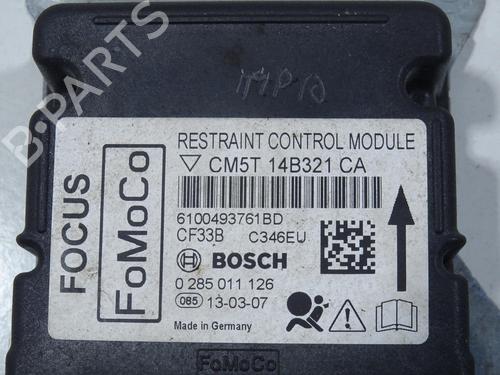 RESTRAINT CONTROL MODULE
CM5T 14B321 CA
6100493761BD
CF33B C346EU
BOSCH
0 285 011 126
085 13-03-07
Made in Germany
FOCUS
FoMoCo
FoMoCo
B-PARTS